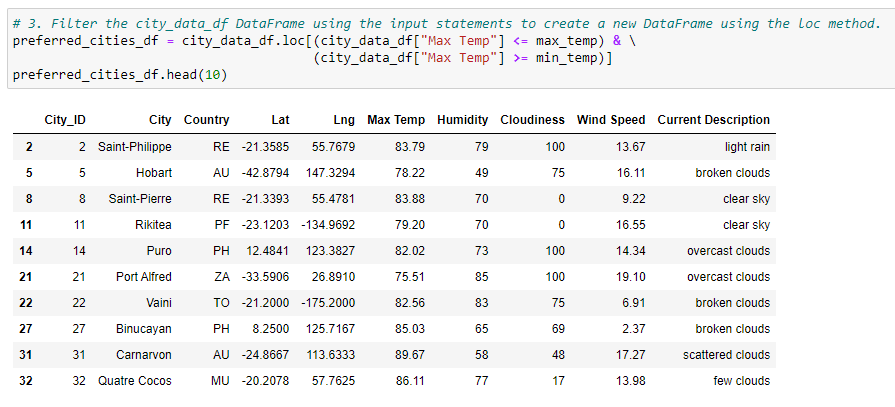 # 3. Filter the city_data_df DataFrame using the input statements to create a new DataFrame using the loc method.
preferred_cities_df = city_data_df.loc[(city_data_df["Max Temp"] <= max_temp) & \
(city_data_df["Max Temp"] >= min_temp)]
preferred_cities_df.head(10)
City_ID City Country Lat Lng Max Temp Humidity Cloudiness Wind Speed Current Description
2 2 Saint-Philippe RE -21.3585 55.7679 83.79 79 100 13.67 light rain
5 5 Hobart AU -42.8794 147.3294 78.22 49 75 16.11 broken clouds
8 8 Saint-Pierre RE -21.3393 55.4781 83.88 70 0 9.22 clear sky
11 11 Rikitea PF -23.1203 -134.9692 79.20 70 0 16.55 clear sky
14 14 Puro PH 12.4841 123.3827 82.02 73 100 14.34 overcast clouds
21 21 Port Alfred ZA -33.5906 26.8910 75.51 85 100 19.10 overcast clouds
22 22 Vaini TO -21.2000 -175.2000 82.56 83 75 6.91 broken clouds
27 27 Binucayan PH 8.2500 125.7167 85.03 65 69 2.37 broken clouds
31 31 Carnarvon AU -24.8667 113.6333 89.67 58 48 17.27 scattered clouds
32 32 Quatre Cocos MU -20.2078 57.7625 86.11 77 17 13.98 few clouds